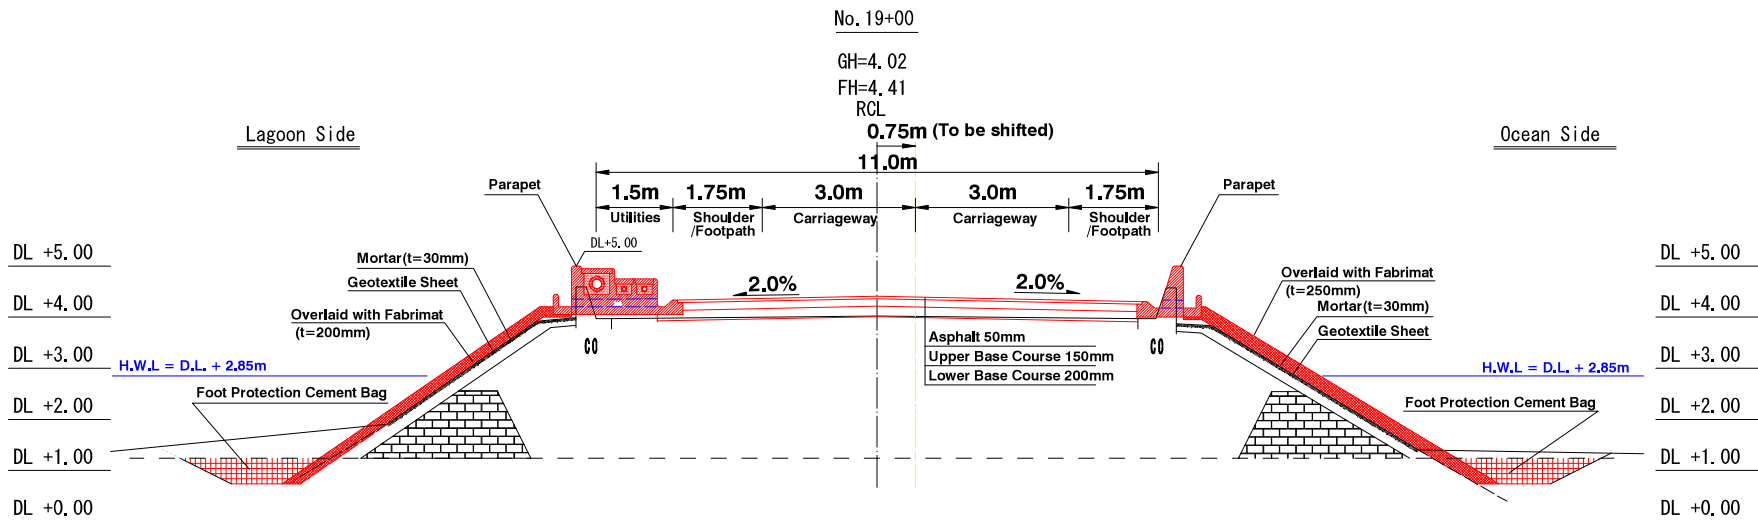 No.19+00
GH=4.02
FH=4.41
RCL
0.75m (To be shifted)
Lagoon Side
Ocean Side
11.0m
Parapet
1.5m
1.75m
3.0m
3.0m
1.75m
Parapet
Utilities
Shoulder
/Footpath
Carriageway
Carriageway
Shoulder
/Footpath
DL+5.00
DL +5.00
DL +5.00
Mortar(t=30mm)
Geotextile Sheet
2.0%
2.0%
Overlaid with Fabrimat
(t=250mm)
DL +4.00
DL +4.00
Overlaid with Fabrimat
(t=200mm)
Mortar(t=30mm)
Geotextile Sheet
CO
CO
Asphalt 50mm
Upper Base Course 150mm
Lower Base Course 200mm
DL +3.00
DL +3.00
H.W.L = D.L. + 2.85m
H.W.L = D.L. + 2.85m
Foot Protection Cement Bag
Foot Protection Cement Bag
DL +2.00
DL +2.00
DL +1.00
DL +1.00
DL +0.00
DL +0.00